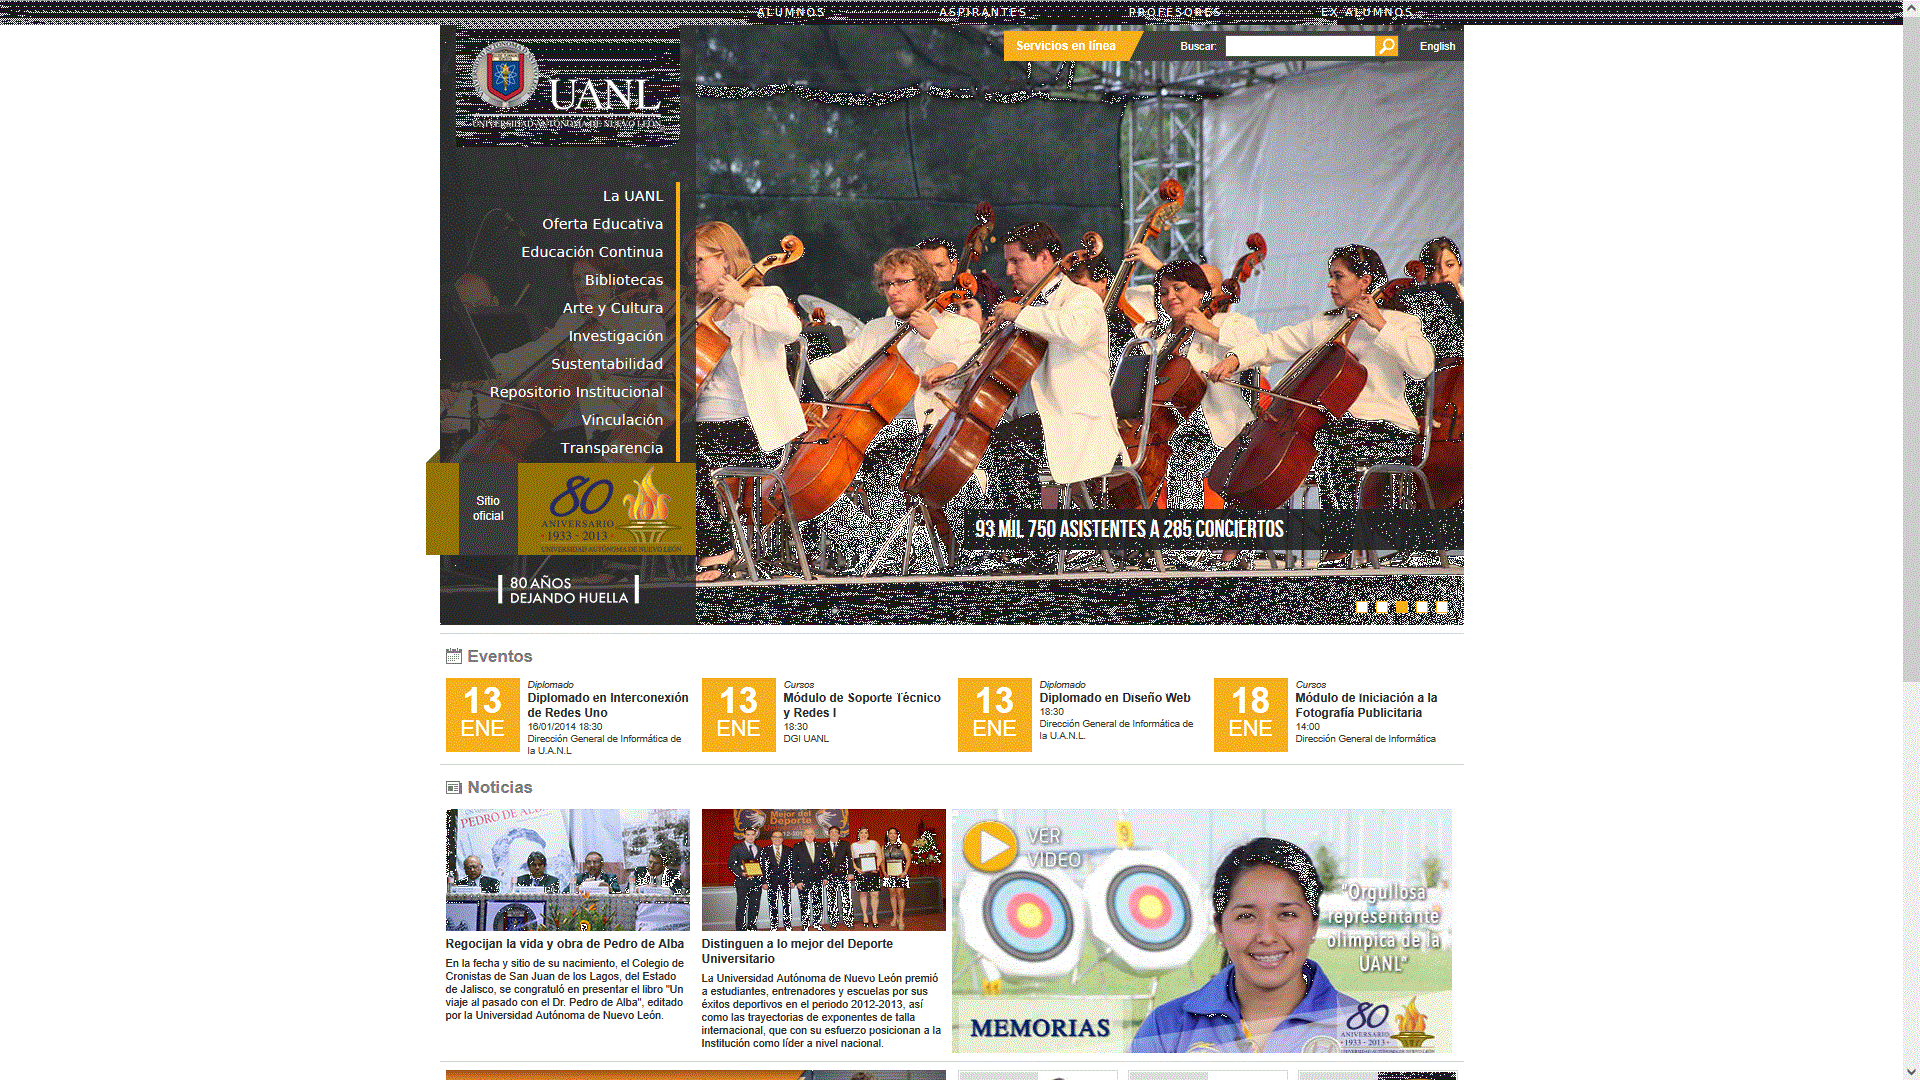 ALUMNOS
ASPIRANTES
PROFESORES
EX-ALUMNOS
Servicios en línea
Buscar:
English
UANL
UNIVERSIDAD AUTÓNOMA DE NUEVO LEÓN
La UANL
Oferta Educativa
Educación Continua
Bibliotecas
Arte y Cultura
Investigación
Sustentabilidad
Repositorio Institucional
Vinculación
Transparencia
Sitio
oficial
80
ANIVERSARIO
· 1933 - 2013 ·
UNIVERSIDAD AUTÓNOMA DE NUEVO LEÓN
80 AÑOS
DEJANDO HUELLA
93 MIL 750 ASISTENTES A 285 CONCIERTOS
Eventos
13
ENE
Diplomado
Diplomado en Interconexión
de Redes Uno
16/01/2014 18:30
Dirección General de Informática de
la U.A.N.L
13
ENE
Cursos
Módulo de Soporte Técnico
y Redes I
18:30
DGI UANL
13
ENE
Diplomado
Diplomado en Diseño Web
18:30
Dirección General de Informática de
la U.A.N.L.
18
ENE
Cursos
Módulo de Iniciación a la
Fotografía Publicitaria
14:00
Dirección General de Informática
Noticias
PEDRO DE ALBA
Regocijan la vida y obra de Pedro de Alba
En la fecha y sitio de su nacimiento, el Colegio de
Cronistas de San Juan de los Lagos, del Estado
de Jalisco, se congratuló en presentar el libro "Un
viaje al pasado con el Dr. Pedro de Alba", editado
por la Universidad Autónoma de Nuevo León.
Mejor del
Deporte
Distinguen a lo mejor del Deporte
Universitario
La Universidad Autónoma de Nuevo León premió
a estudiantes, entrenadores y escuelas por sus
éxitos deportivos en el periodo 2012-2013, así
como las trayectorias de exponentes de talla
internacional, que con su esfuerzo posicionan a la
Institución como líder a nivel nacional.
VER
VIDEO
9
"Orgullosa
representante
olímpica de la
UANL"
MEMORIAS
80
ANIVERSARIO
· 1933 - 2013 ·